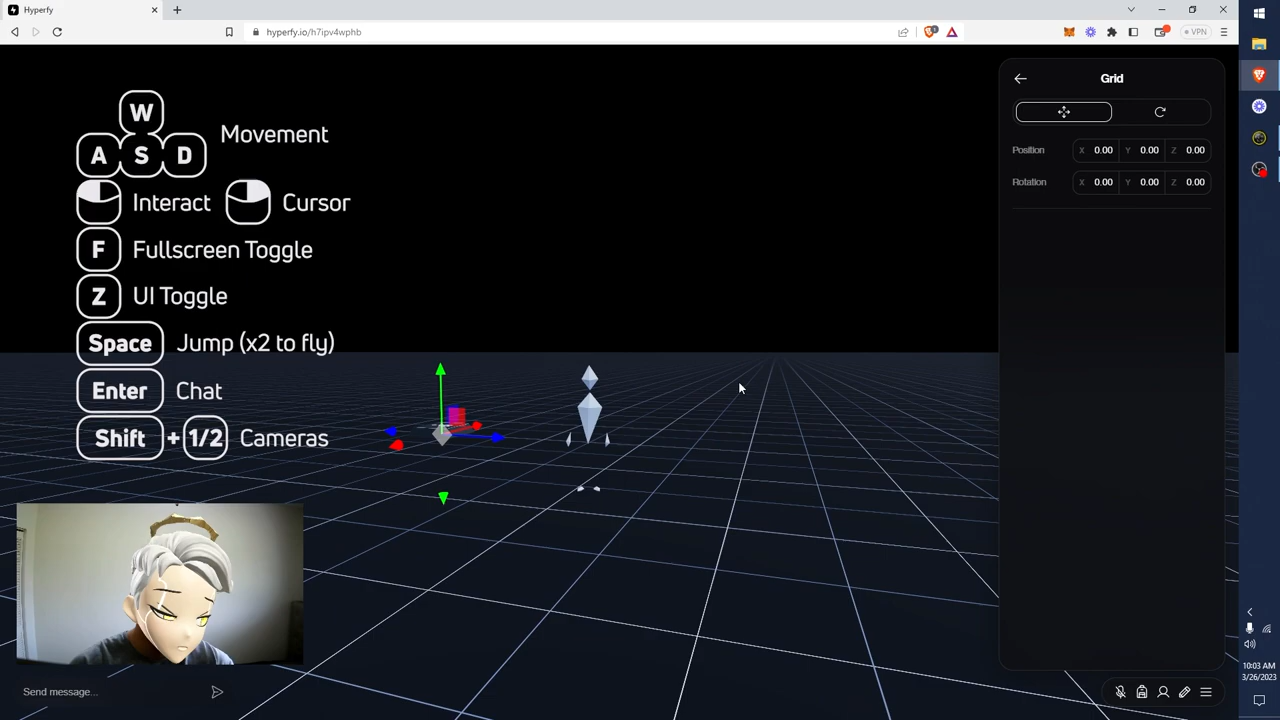 Hyperfy
hyperfy.io/h7ipv4wphb
VPN
W
A S D Movement
Interact Cursor
F Fullscreen Toggle
Z UI Toggle
Space Jump (x2 to fly)
Enter Chat
Shift + 1/2 Cameras
Grid
Position X 0.00 Y 0.00 Z 0.00
Rotation X 0.00 Y 0.00 Z 0.00
Send message...
10:03 AM
3/26/2023